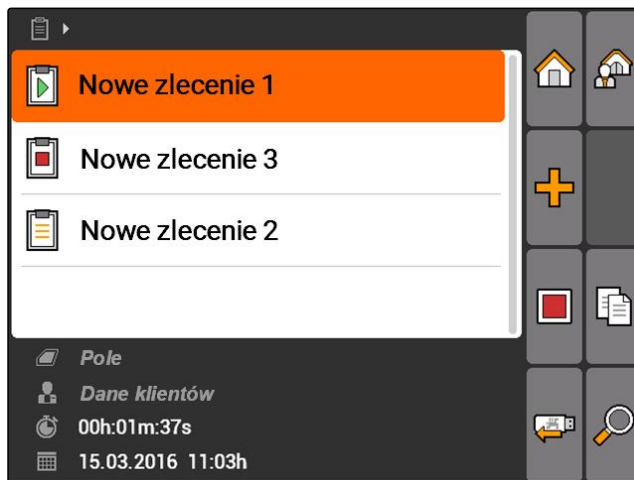 Nowe zlecenie 1
Nowe zlecenie 3
Nowe zlecenie 2
Pole
Dane klientów
00h:01m:37s
15.03.2016 11:03h